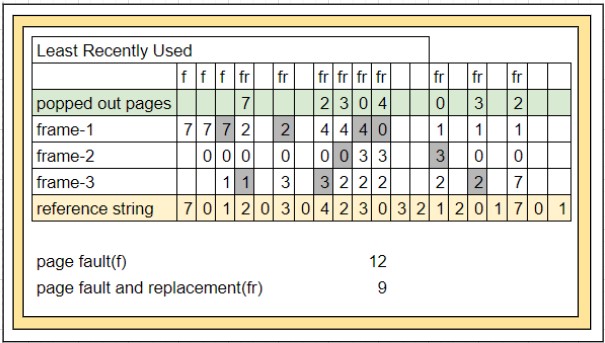 Least Recently Used
f f f fr fr fr fr fr fr fr fr fr
popped out pages 7 2 3 0 4 0 3 2
frame-1 7 7 7 2 2 4 4 4 0 1 1 1
frame-2 0 0 0 0 0 0 3 3 3 0 0
frame-3 1 1 3 3 2 2 2 2 2 7
reference string 7 0 1 2 0 3 0 4 2 3 0 3 2 1 2 0 1 7 0 1
page fault(f) 12
page fault and replacement(fr) 9